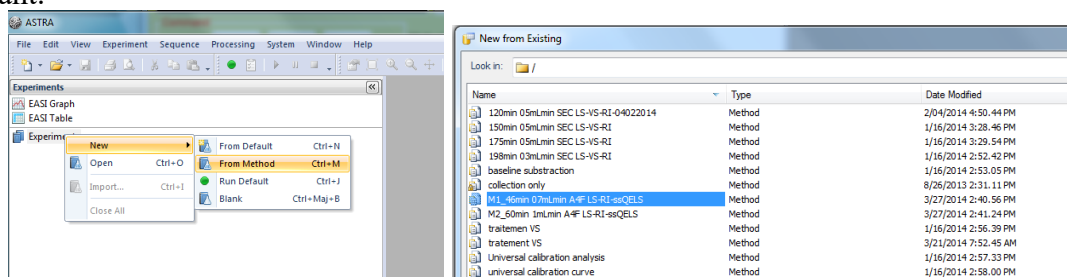 ASTRA
File Edit View Experiment Sequence Processing System Window Help
Experiments
EASI Graph
EASI Table
New
Open Ctrl+O
Import... Ctrl+I
Close All
From Default Ctrl+N
From Method Ctrl+M
Run Default Ctrl+J
Blank Ctrl+Maj+B
New from Existing
Look in: /
Name Type Date Modified
120min 05mLmin SEC LS-VS-RI-04022014 Method 2/04/2014 4:50.44 PM
150min 05mLmin SEC LS-VS-RI Method 1/16/2014 3:28.46 PM
175min 05mLmin SEC LS-VS-RI Method 1/16/2014 3:29.54 PM
198min 03mLmin SEC LS-VS-RI Method 1/16/2014 2:52.42 PM
baseline substraction Method 1/16/2014 2:53.05 PM
collection only Method 8/26/2013 2:31.11 PM
M1_46min 07mLmin A4F LS-RI-ssQELS Method 3/27/2014 2:40.56 PM
M2_60min 1mLmin A4F LS-RI-ssQELS Method 3/27/2014 2:41.24 PM
traitemen VS Method 1/16/2014 2:56.39 PM
tratement VS Method 3/21/2014 7:52.45 AM
Universal calibration analysis Method 1/16/2014 2:57.33 PM
universal calibration curve Method 1/16/2014 2:58.00 PM